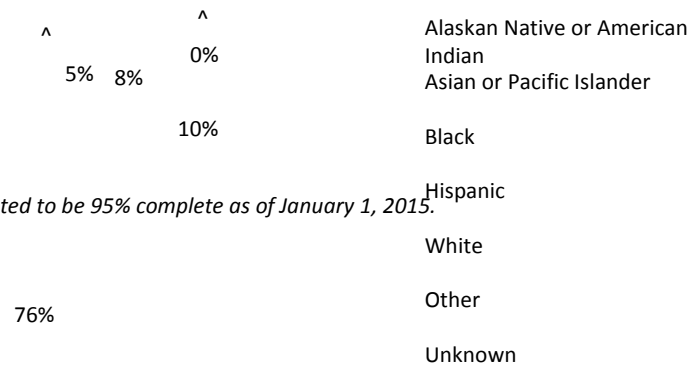 ^
^
0%
5%
8%
10%
76%
Alaskan Native or American
Indian
Asian or Pacific Islander
Black
Hispanic
White
Other
Unknown
ted to be 95% complete as of January 1, 2015.